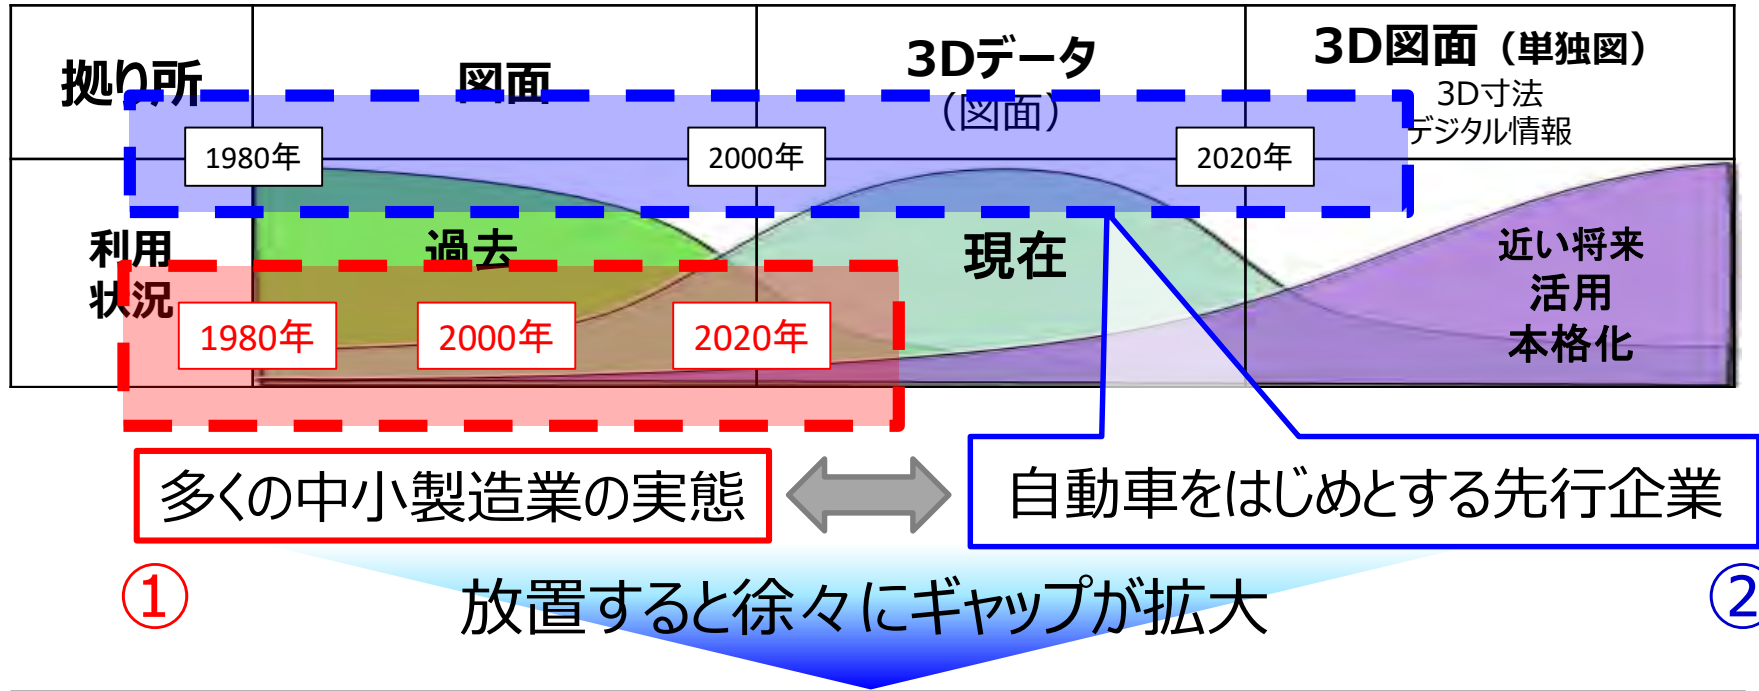 拠り所
図面
3Dデータ
（図面）
3D図面（単独図）
3D寸法
デジタル情報
1980年
2000年
2020年
利用
状況
過去
現在
近い将来
活用
本格化
1980年
2000年
2020年
多くの中小製造業の実態
自動車をはじめとする先行企業
①
放置すると徐々にギャップが拡大
②